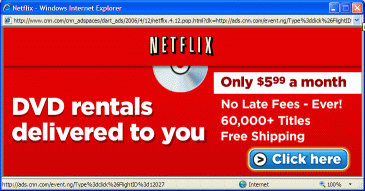 Netflix - Windows Internet Explorer
http://www.cnn.com/cnn_adspaces/dart_ads/2006/4/12/netflix.4.12.pop.html?dk=http://ads.cnn.com/event.ng/Type%3dclick%26FlightID
NETFLIX
Only $5.99 a month
DVD rentals
delivered to you
No Late Fees - Ever!
60,000+ Titles
Free Shipping
Click here
http://ads.cnn.com/event.ng/Type%3dclick%26FlightID%3d12027
Internet
100%